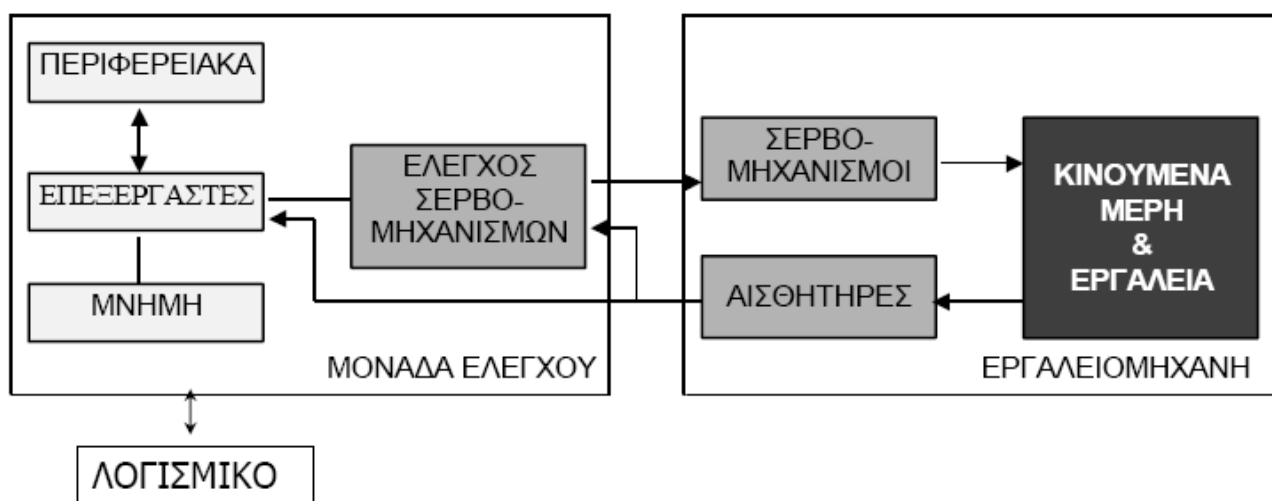 ΠΕΡΙΦΕΡΕΙΑΚΑ
ΕΠΕΞΕΡΓΑΣΤΕΣ
ΜΝΗΜΗ
ΕΛΕΓΧΟΣ
ΣΕΡΒΟ-
ΜΗΧΑΝΙΣΜΩΝ
ΜΟΝΑΔΑ ΕΛΕΓΧΟΥ
ΣΕΡΒΟ-
ΜΗΧΑΝΙΣΜΟΙ
ΑΙΣΘΗΤΗΡΕΣ
ΚΙΝΟΥΜΕΝΑ
ΜΕΡΗ
&
ΕΡΓΑΛΕΙΑ
ΕΡΓΑΛΕΙΟΜΗΧΑΝΗ
ΛΟΓΙΣΜΙΚΟ